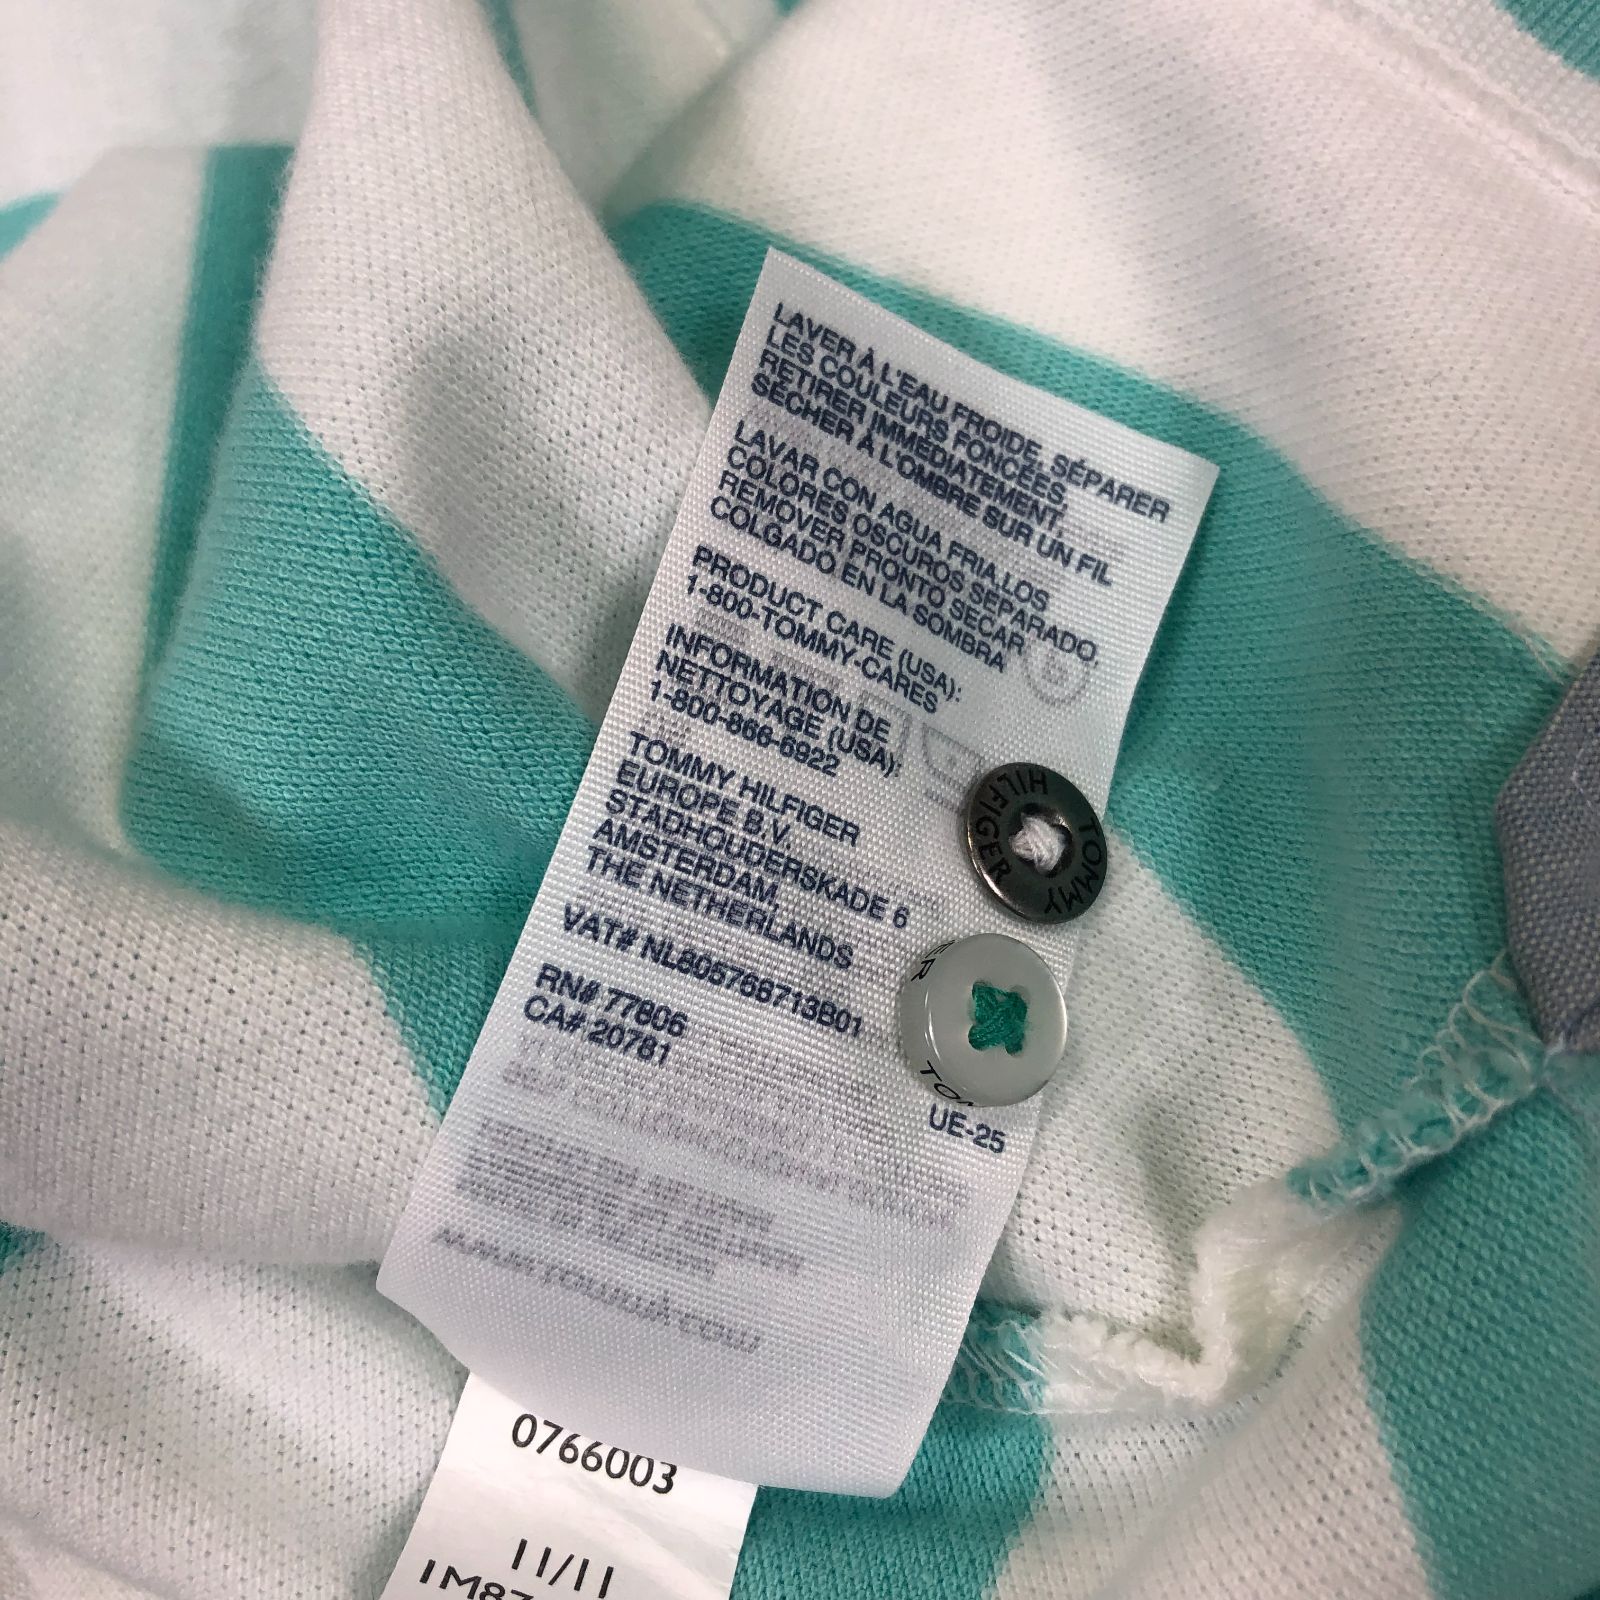 LAVER À L'EAU FROIDE, SÉPARER
LES COULEURS FONCÉES,
RETIRER IMMÉDIATEMENT,
SÉCHER À L'OMBRE SUR UN FIL
LAVAR CON AGUA FRIA,LOS
COLORES OSCUROS SEPARADO,
REMOVER PRONTO SECAR
COLGADO EN LA SOMBRA
PRODUCT CARE (USA):
1-800-TOMMY-CARES
INFORMATION DE
NETTOYAGE (USA):
1-800-866-6922
TOMMY HILFIGER
EUROPE B.V.
STADHOUDERSKADE 6
AMSTERDAM,
THE NETHERLANDS
VAT# NL805766713B01
RN# 77806
CA# 20781
TOMMY HILFIGER
ER TOM
UE-25
0766003
11/11